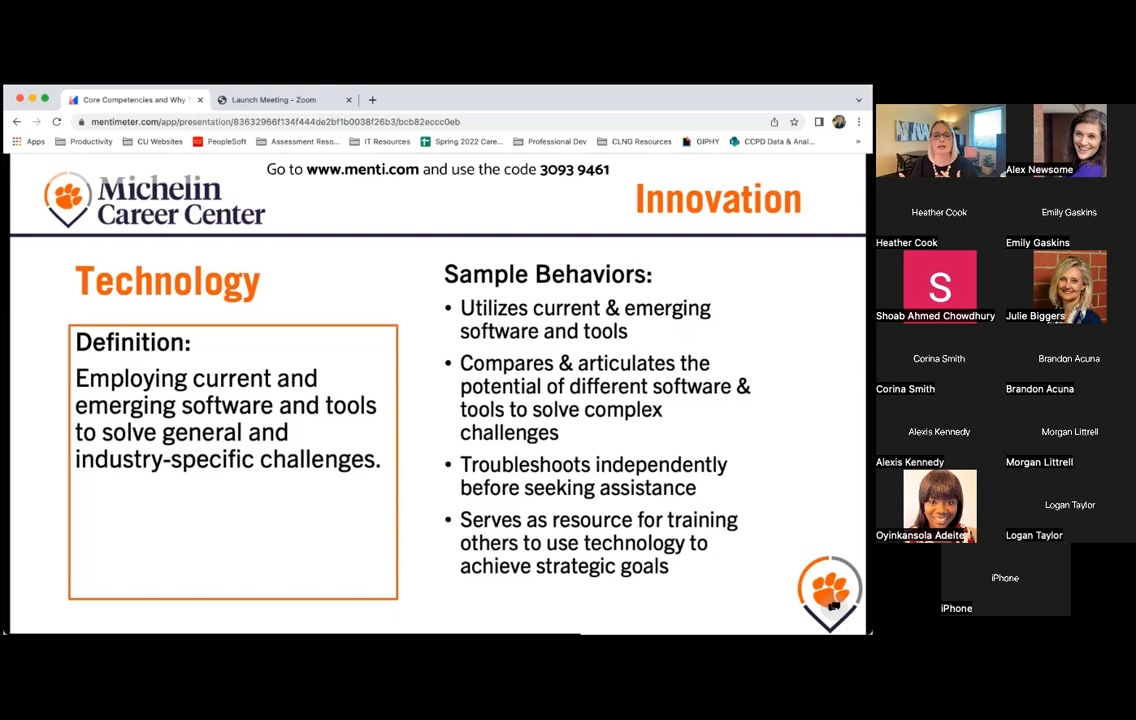 Core Competencies and Why T
Launch Meeting - Zoom
mentimeter.com/app/presentation/83632966f134f444de2bf1b0038f26b3/bcb82eccc0eb
Apps Productivity CU Websites PeopleSoft Assessment Reso... IT Resources Spring 2022 Care... Professional Dev CLNG Resources GIPHY CCPD Data & Anal... »
Go to www.menti.com and use the code 3093 9461
Michelin
Career Center
Innovation
Technology
Definition:
Employing current and
emerging software and tools
to solve general and
industry-specific challenges.
Sample Behaviors:
• Utilizes current & emerging
software and tools
• Compares & articulates the
potential of different software &
tools to solve complex
challenges
• Troubleshoots independently
before seeking assistance
• Serves as resource for training
others to use technology to
achieve strategic goals
Alex Newsome
Heather Cook
Emily Gaskins
Heather Cook
Emily Gaskins
S
Shoab Ahmed Chowdhury
Julie Biggers
Corina Smith
Brandon Acuna
Corina Smith
Brandon Acuna
Alexis Kennedy
Morgan Littrell
Alexis Kennedy
Morgan Littrell
Logan Taylor
Oyinkansola Adeite
Logan Taylor
iPhone
iPhone